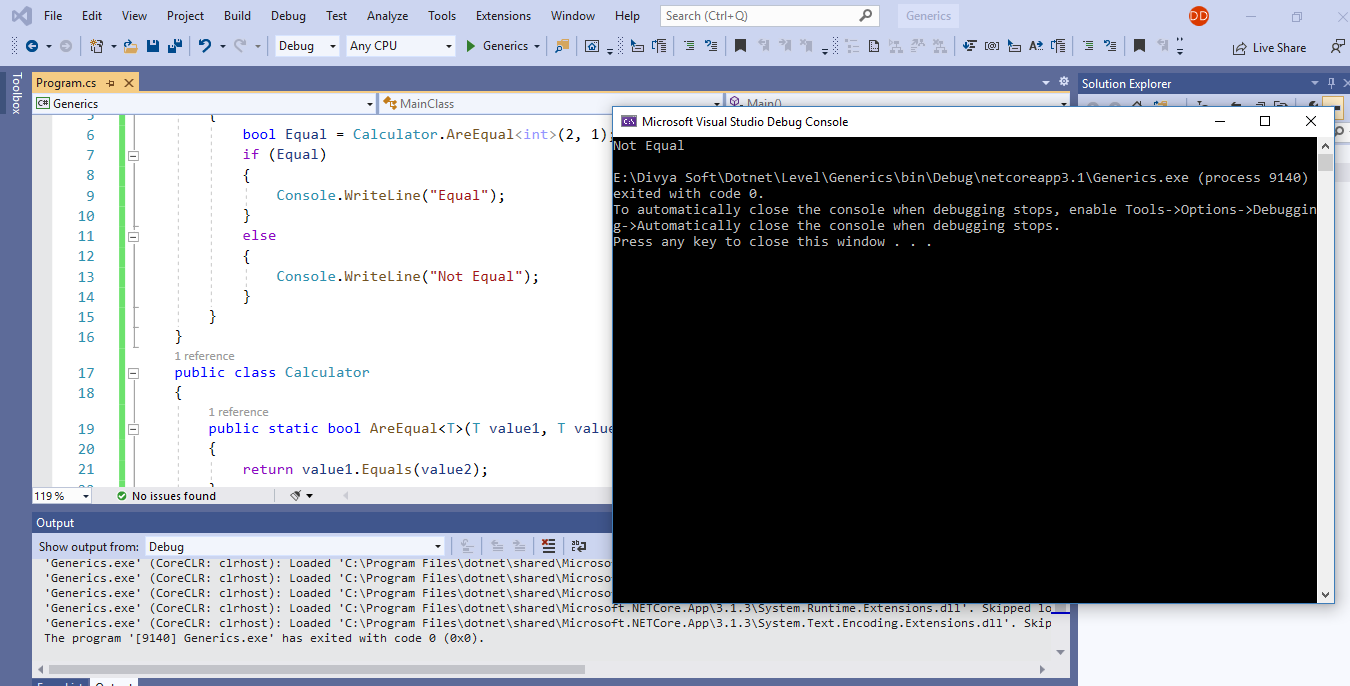 File Edit View Project Build Debug Test Analyze Tools Extensions Window Help Search (Ctrl+Q) Generics DD
Debug Any CPU Generics Live Share
Toolbox
Program.cs
Generics MainClass Main()
Solution Explorer
5 {
6 bool Equal = Calculator.AreEqual<int>(2, 1);
7 if (Equal)
8 {
9 Console.WriteLine("Equal");
10 }
11 else
12 {
13 Console.WriteLine("Not Equal");
14 }
15 }
16 }
1 reference
17 public class Calculator
18 {
1 reference
19 public static bool AreEqual<T>(T value1, T value
20 {
21 return value1.Equals(value2);
119 % No issues found
Microsoft Visual Studio Debug Console
Not Equal
E:\Divya Soft\Dotnet\Level\Generics\bin\Debug\netcoreapp3.1\Generics.exe (process 9140)
exited with code 0.
To automatically close the console when debugging stops, enable Tools->Options->Debuggin
g->Automatically close the console when debugging stops.
Press any key to close this window . . .
Output
Show output from: Debug
'Generics.exe' (CoreCLR: clrhost): Loaded 'C:\Program Files\dotnet\shared\Microso
'Generics.exe' (CoreCLR: clrhost): Loaded 'C:\Program Files\dotnet\shared\Microso
'Generics.exe' (CoreCLR: clrhost): Loaded 'C:\Program Files\dotnet\shared\Microso
'Generics.exe' (CoreCLR: clrhost): Loaded 'C:\Program Files\dotnet\shared\Microsoft.NETCore.App\3.1.3\System.Runtime.Extensions.dll'. Skipped lo
'Generics.exe' (CoreCLR: clrhost): Loaded 'C:\Program Files\dotnet\shared\Microsoft.NETCore.App\3.1.3\System.Text.Encoding.Extensions.dll'. Skip
The program '[9140] Generics.exe' has exited with code 0 (0x0).